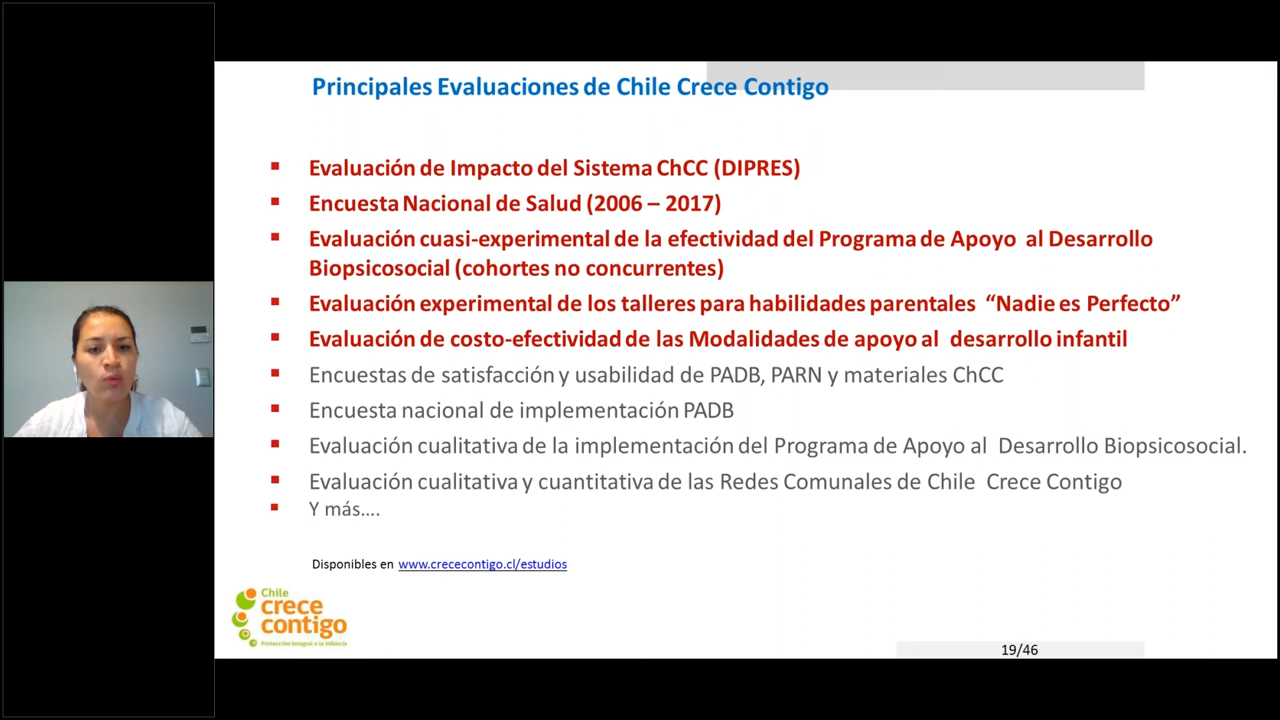 Principales Evaluaciones de Chile Crece Contigo
Evaluación de Impacto del Sistema ChCC (DIPRES)
Encuesta Nacional de Salud (2006 – 2017)
Evaluación cuasi-experimental de la efectividad del Programa de Apoyo al Desarrollo
Biopsicosocial (cohortes no concurrentes)
Evaluación experimental de los talleres para habilidades parentales “Nadie es Perfecto”
Evaluación de costo-efectividad de las Modalidades de apoyo al desarrollo infantil
Encuestas de satisfacción y usabilidad de PADB, PARN y materiales ChCC
Encuesta nacional de implementación PADB
Evaluación cualitativa de la implementación del Programa de Apoyo al Desarrollo Biopsicosocial.
Evaluación cualitativa y cuantitativa de las Redes Comunales de Chile Crece Contigo
Y más....
Disponibles en www.crececontigo.cl/estudios
Chile
crece
contigo
Protección Integral a la Infancia
19/46